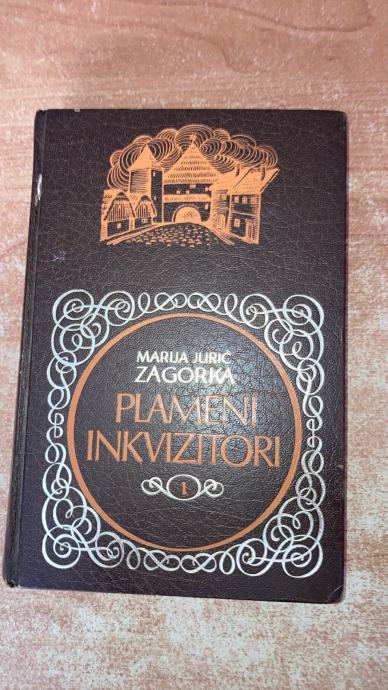 MARIJA JURIĆ
ZAGORKA
PLAMENI
INKVIZITORI
1